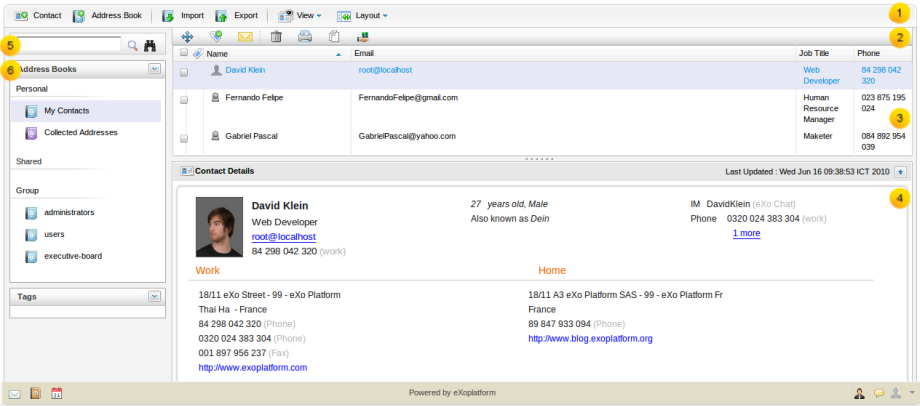 Contact Address Book Import Export View Layout 1
2
5
6 Address Books
Personal
My Contacts
Collected Addresses
Shared
Group
administrators
users
executive-board
Tags
Name Email Job Title Phone
David Klein root@localhost Web 84 298 042
Developer 320
Fernando Felipe FernandoFelipe@gmail.com Human 023 875 195
Resource 024
Manager 3
Gabriel Pascal GabrielPascal@yahoo.com Maketer 084 892 954
039
Contact Details Last Updated : Wed Jun 16 09:38:53 ICT 2010
4
David Klein 27 years old, Male IM DavidKlein (eXo Chat)
Web Developer Also known as Dein Phone 0320 024 383 304 (work)
root@localhost 1 more
84 298 042 320 (work)
Work Home
18/11 eXo Street - 99 - eXo Platform 18/11 A3 eXo Platform SAS - 99 - eXo Platform Fr
Thai Ha - France France
84 298 042 320 (Phone) 89 847 933 094 (Phone)
0320 024 383 304 (Phone) http://www.blog.exoplatform.org
001 897 956 237 (Fax)
http://www.exoplatform.com
Powered by eXoplatform